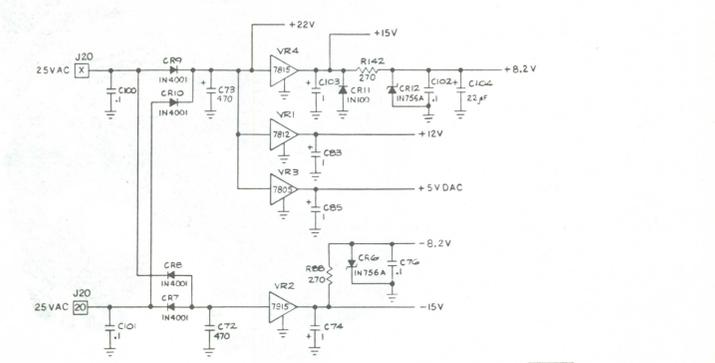 +22V
+15V
J20
25VAC X
CR9
1N4001
CR10
1N4001
C100
.1
C73
470
VR4
7815
C103
1
CR11
1N100
R142
270
CR12
1N756A
C102
.1
C104
22µF
+8.2V
VR1
7812
+12V
C83
1
VR3
7805
+5VDAC
C85
1
-8.2V
CR8
1N4001
CR7
1N4001
R88
270
CR6
1N756A
C76
.1
J20
25VAC 20
VR2
7915
-15V
C101
.1
C72
470
C74
1